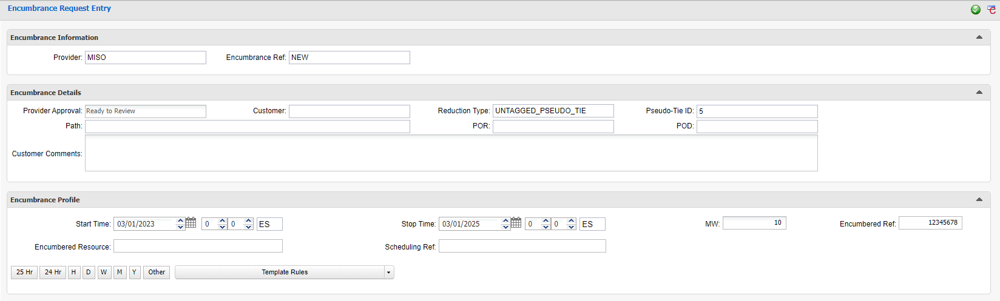 Encumbrance Request Entry
Encumbrance Information
Provider: MISO Encumbrance Ref: NEW
Encumbrance Details
Provider Approval: Ready to Review Customer: Reduction Type: UNTAGGED_PSEUDO_TIE Pseudo-Tie ID: 5
Path: POR: POD:
Customer Comments:
Encumbrance Profile
Start Time: 03/01/2023 0 0 ES Stop Time: 03/01/2025 0 0 ES MW: 10 Encumbered Ref: 12345678
Encumbered Resource: Scheduling Ref:
25 Hr 24 Hr H D W M Y Other Template Rules